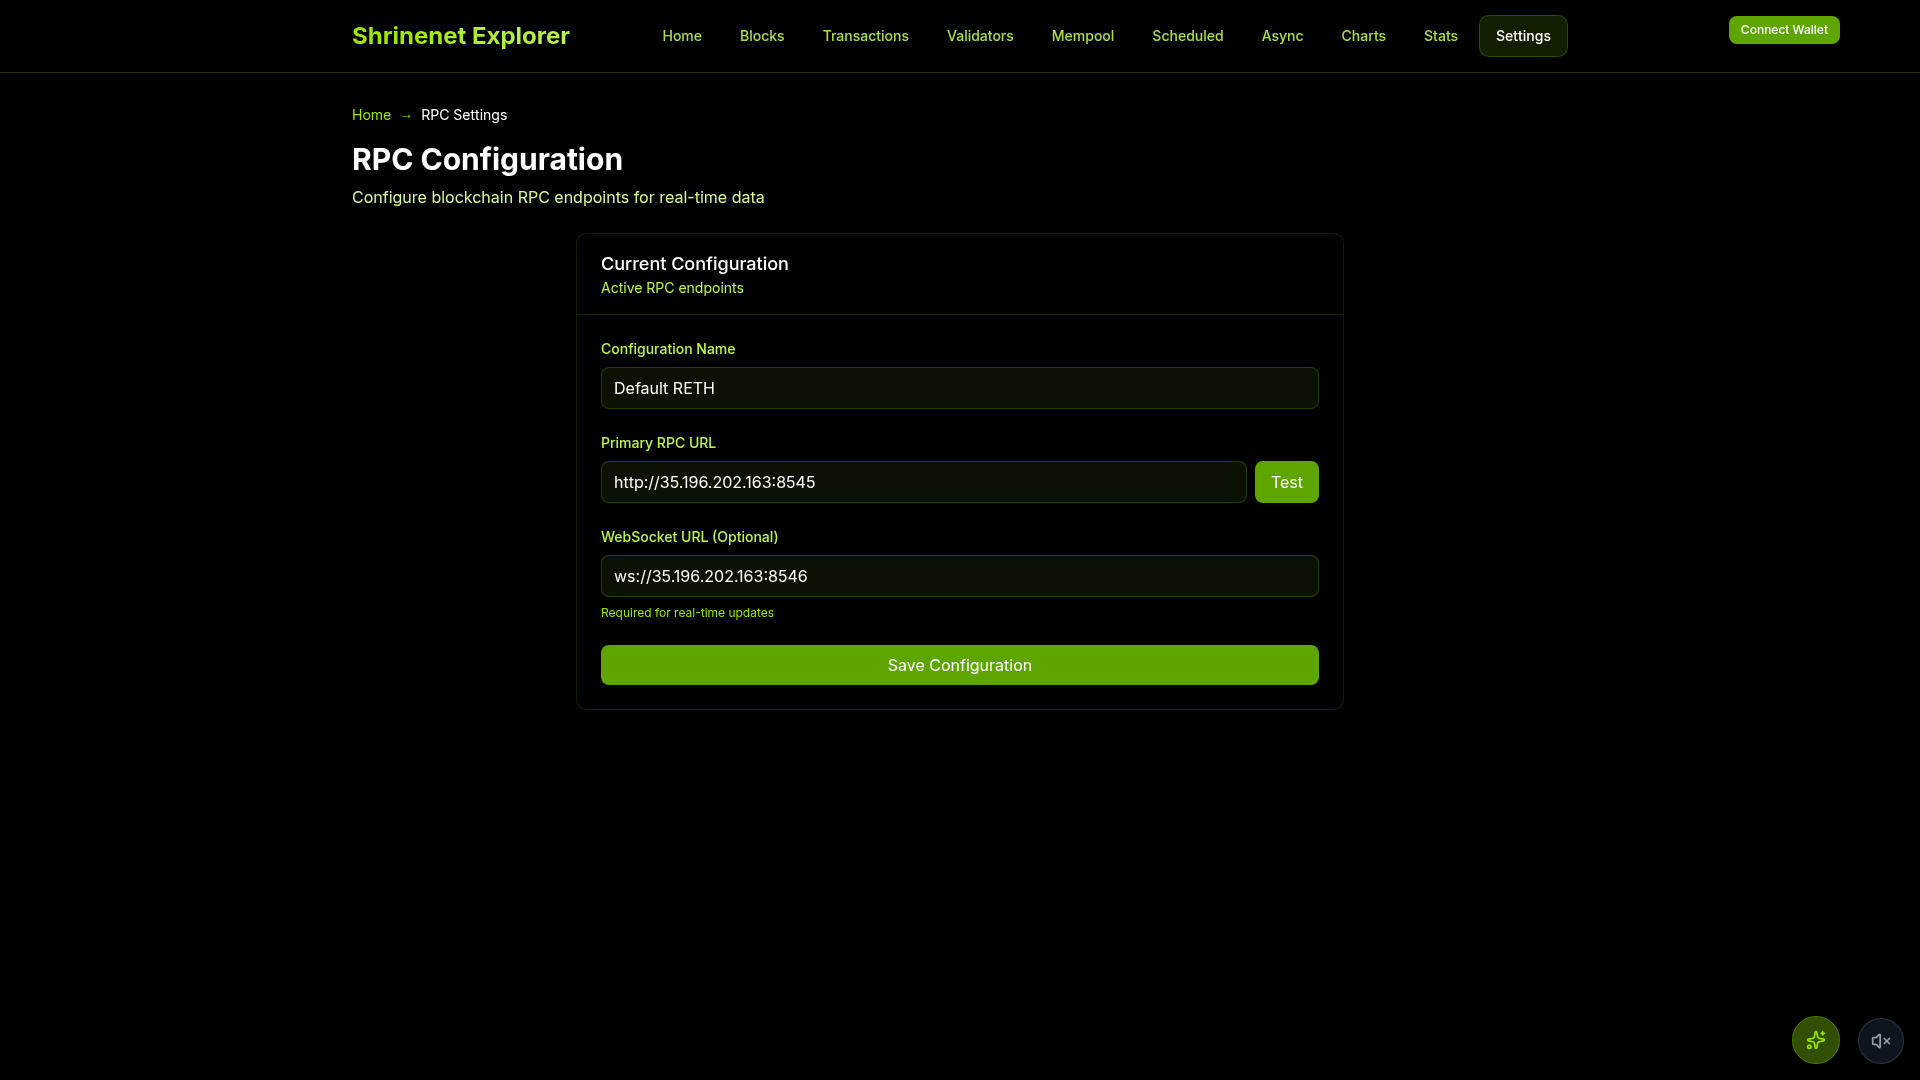 Shrinenet Explorer
Home
Blocks
Transactions
Validators
Mempool
Scheduled
Async
Charts
Stats
Settings
Connect Wallet
Home → RPC Settings
RPC Configuration
Configure blockchain RPC endpoints for real-time data
Current Configuration
Active RPC endpoints
Configuration Name
Default RETH
Primary RPC URL
http://35.196.202.163:8545
Test
WebSocket URL (Optional)
ws://35.196.202.163:8546
Required for real-time updates
Save Configuration